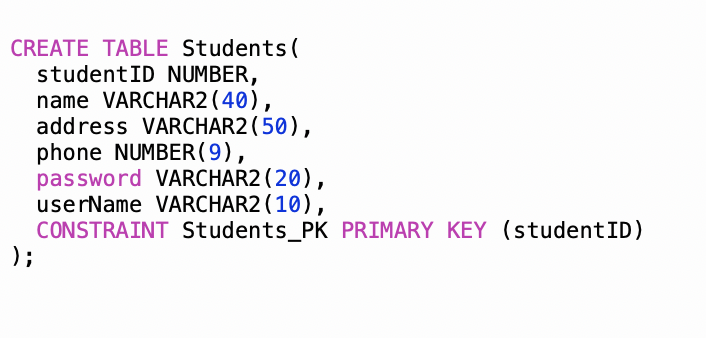 CREATE TABLE Students(
  studentID NUMBER,
  name VARCHAR2(40),
  address VARCHAR2(50),
  phone NUMBER(9),
  password VARCHAR2(20),
  userName VARCHAR2(10),
  CONSTRAINT Students_PK PRIMARY KEY (studentID)
);